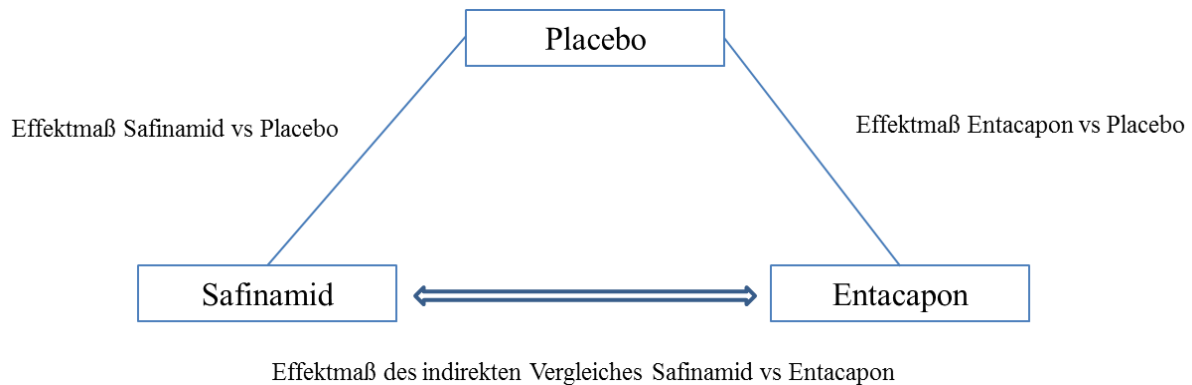 Placebo
Effektmaß Safinamid vs Placebo
Effektmaß Entacapon vs Placebo
Safinamid
Entacapon
Effektmaß des indirekten Vergleiches Safinamid vs Entacapon